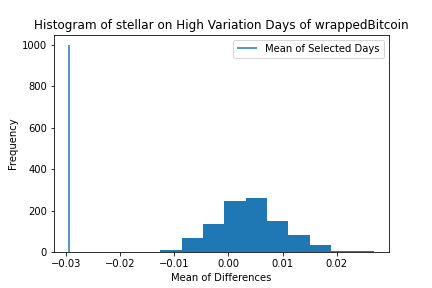 Histogram of stellar on High Variation Days of wrappedBitcoin
Mean of Selected Days
1000
800
600
400
200
0
Frequency
−0.03 −0.02 −0.01 0.00 0.01 0.02
Mean of Differences